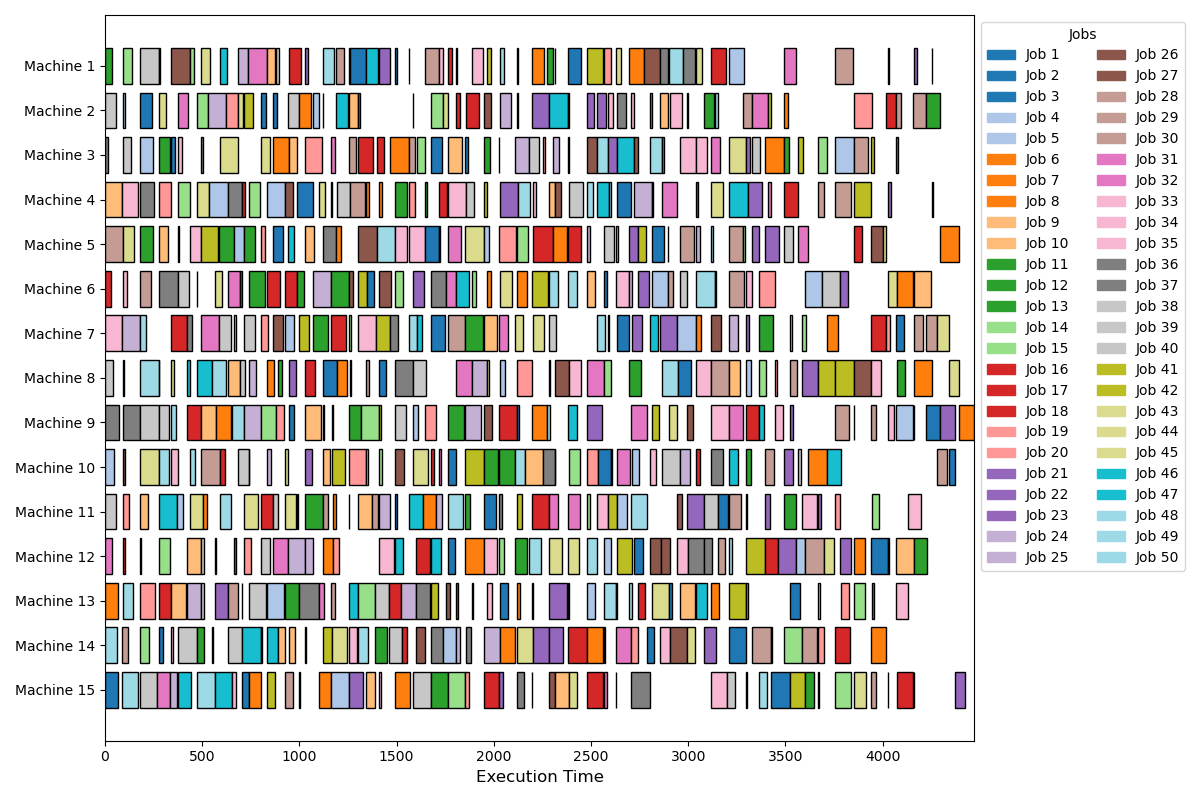 Machine 1
Machine 2
Machine 3
Machine 4
Machine 5
Machine 6
Machine 7
Machine 8
Machine 9
Machine 10
Machine 11
Machine 12
Machine 13
Machine 14
Machine 15
0 500 1000 1500 2000 2500 3000 3500 4000
Execution Time
Jobs
Job 1
Job 2
Job 3
Job 4
Job 5
Job 6
Job 7
Job 8
Job 9
Job 10
Job 11
Job 12
Job 13
Job 14
Job 15
Job 16
Job 17
Job 18
Job 19
Job 20
Job 21
Job 22
Job 23
Job 24
Job 25
Job 26
Job 27
Job 28
Job 29
Job 30
Job 31
Job 32
Job 33
Job 34
Job 35
Job 36
Job 37
Job 38
Job 39
Job 40
Job 41
Job 42
Job 43
Job 44
Job 45
Job 46
Job 47
Job 48
Job 49
Job 50